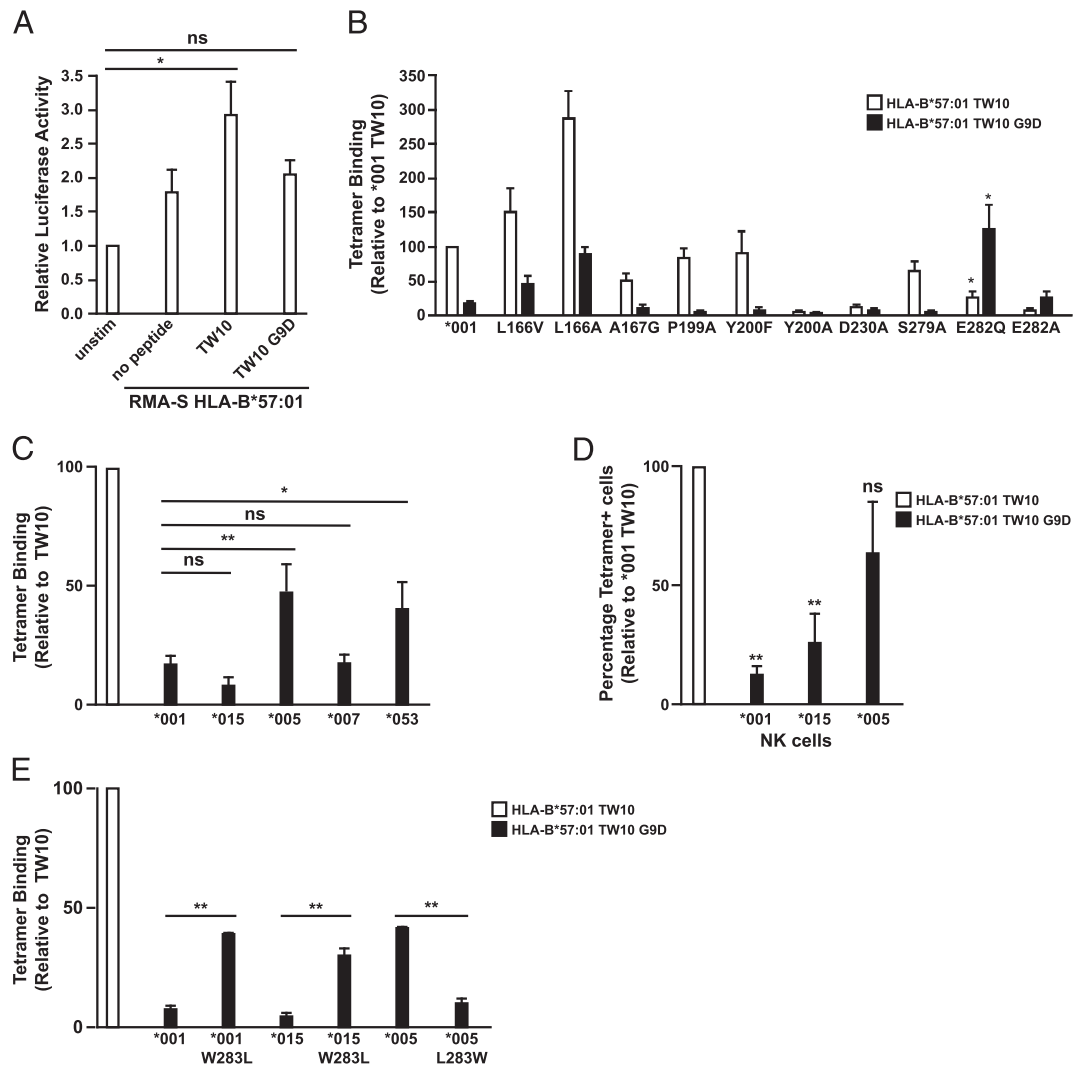 A
ns
*
Relative Luciferase Activity
3.5
3.0
2.5
2.0
1.5
1.0
0.5
0.0
unstim
no peptide
TW10
TW10 G9D
RMA-S HLA-B*57:01
B
Tetramer Binding
(Relative to *001 TW10)
350
300
250
200
150
100
50
0
HLA-B*57:01 TW10
HLA-B*57:01 TW10 G9D
*
*
*001 L166V L166A A167G P199A Y200F Y200A D230A S279A E282Q E282A
C
Tetramer Binding
(Relative to TW10)
100
50
0
*
ns
**
ns
*001 *015 *005 *007 *053
D
Percentage Tetramer+ cells
(Relative to *001 TW10)
100
50
0
ns
**
**
HLA-B*57:01 TW10
HLA-B*57:01 TW10 G9D
*001 *015 *005
NK cells
E
Tetramer Binding
(Relative to TW10)
100
50
0
HLA-B*57:01 TW10
HLA-B*57:01 TW10 G9D
** ** **
*001 *001 *015 *015 *005 *005
W283L W283L L283W